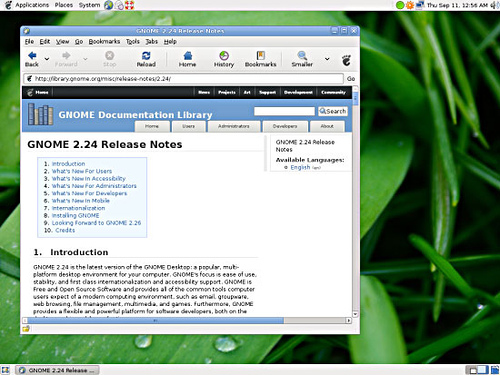 Applications Places System
Thu Sep 11, 12:56 AM
GNOME 2.24 Release Notes
File Edit View Go Bookmarks Tools Tabs Help
Back Forward Stop Reload Home History Bookmarks Smaller
http://library.gnome.org/misc/release-notes/2.24/ Go
Home News Projects Art Support Development Community
GNOME Documentation Library
Search
Home Users Administrators Developers About
GNOME 2.24 Release Notes
1. Introduction
2. What's New For Users
3. What's New In Accessibility
4. What's New For Administrators
5. What's New For Developers
6. What's New In Mobile
7. Internationalization
8. Installing GNOME
9. Looking Forward to GNOME 2.26
10. Credits
GNOME 2.24 Release
Notes
Available Languages:
English
1. Introduction
GNOME 2.24 is the latest version of the GNOME Desktop: a popular, multi-
platform desktop environment for your computer. GNOME's focus is ease of use,
stability, and first class internationalization and accessibility support. GNOME is
Free and Open Source Software and provides all of the common tools computer
users expect of a modern computing environment, such as email, groupware,
web browsing, file management, multimedia, and games. Furthermore, GNOME
provides a flexible and powerful platform for software developers, both on the
GNOME 2.24 Release ...